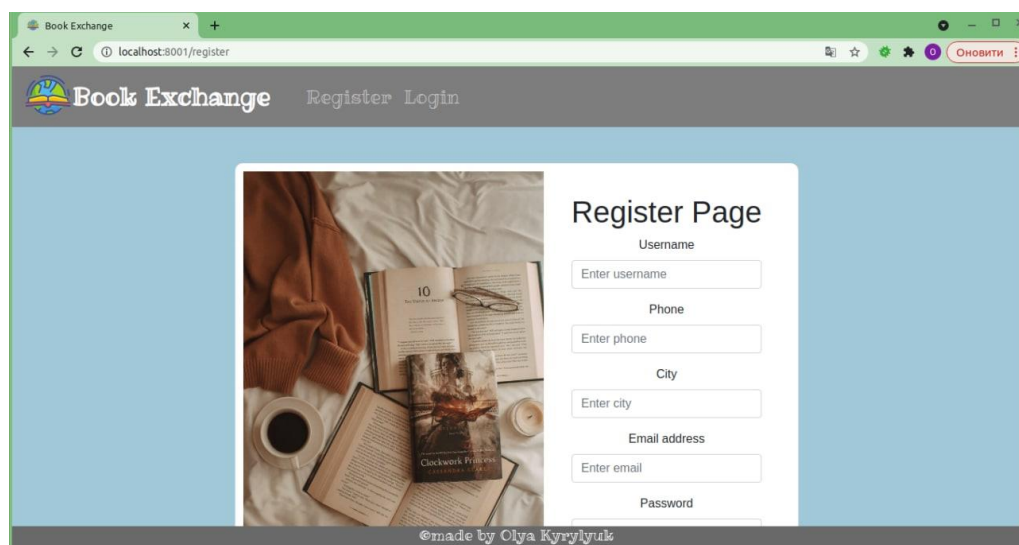 Book Exchange
localhost:8001/register
О
Оновити
Book Exchange Register Login
Register Page
Username
Enter username
Phone
Enter phone
City
Enter city
Email address
Enter email
Password
10
Clockwork Princess
©made by Olya Kyrylyuk